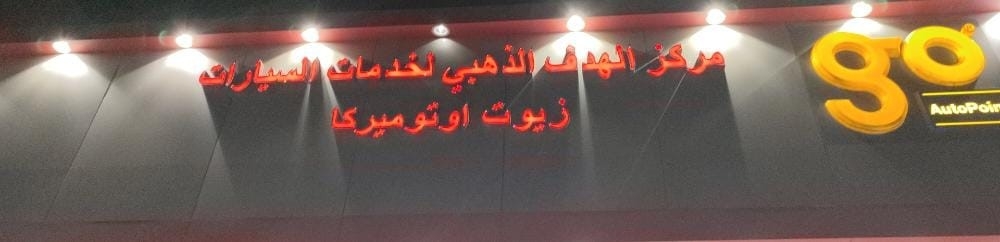 مركز الهدف الذهبي لخدمات السيارات
زيوت اوتوميركا
go
AutoPoin